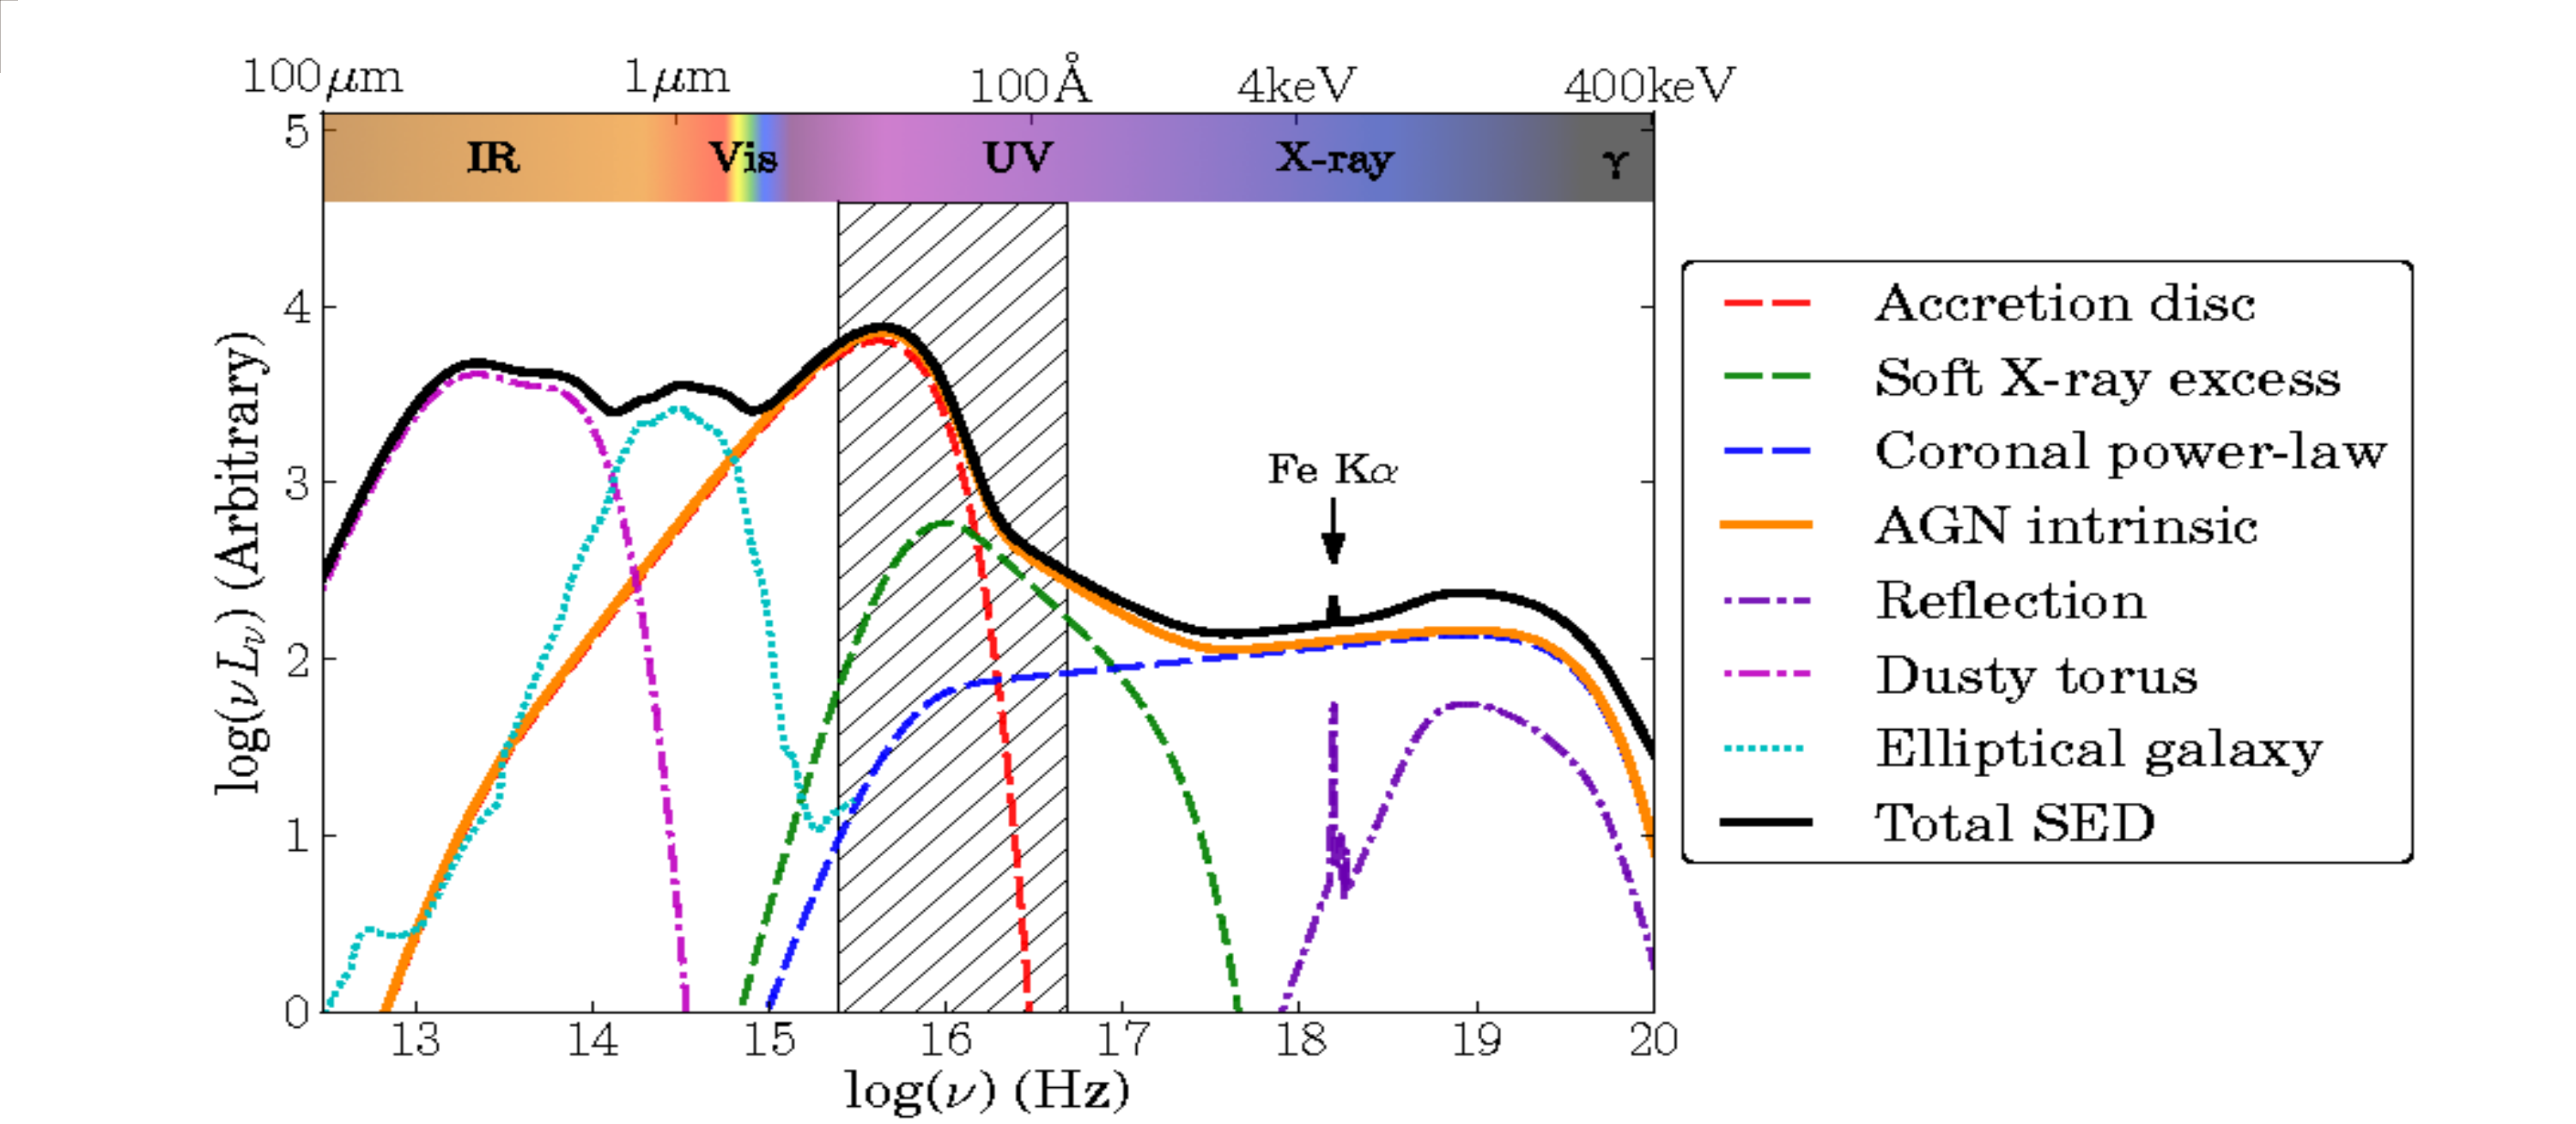 100μm 1μm 100Å 4keV 400keV
5
IR Vis UV X-ray γ
4
3
2
1
0
log(νLν) (Arbitrary)
Fe Kα
13 14 15 16 17 18 19 20
log(ν) (Hz)
Accretion disc
Soft X-ray excess
Coronal power-law
AGN intrinsic
Reflection
Dusty torus
Elliptical galaxy
Total SED